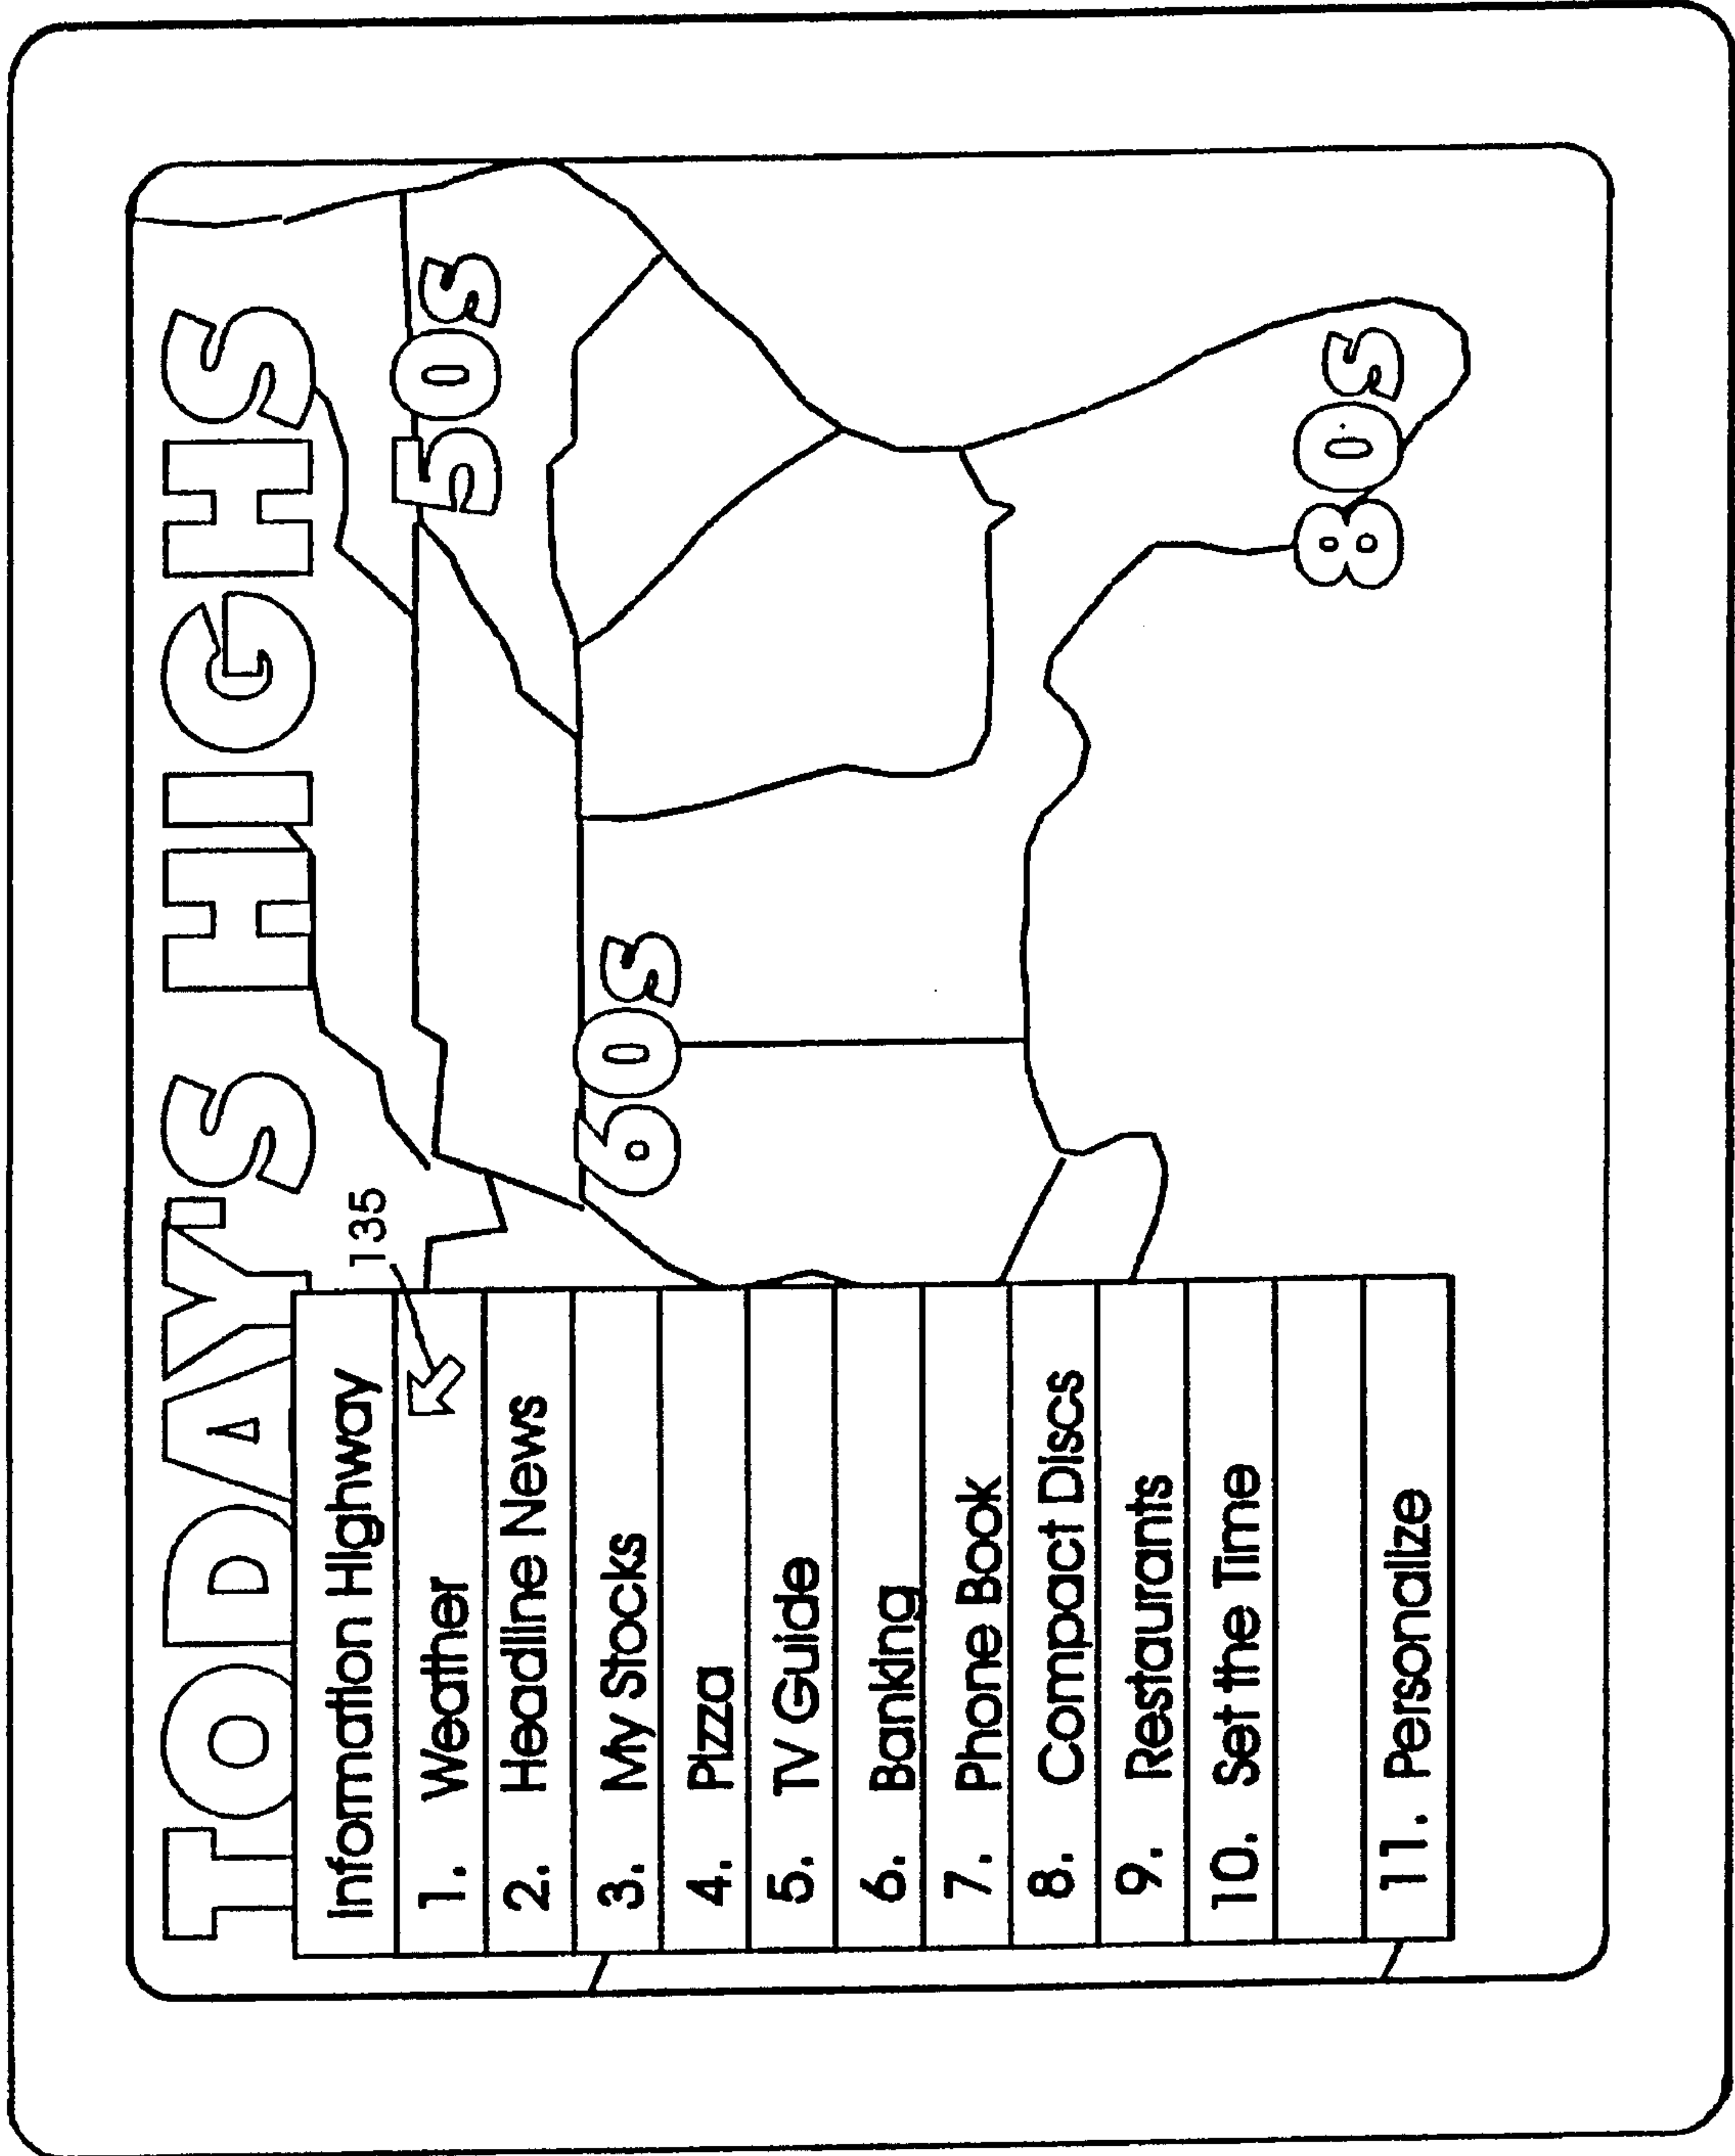 TODAY'S HIGHS
135
Information Highway
1. Weather
2. Headline News
3. My Stocks
4. Pizza
5. TV Guide
6. Banking
7. Phone Book
8. Compact Discs
9. Restaurants
10. Set the Time
11. Personalize
50s
60s
80s